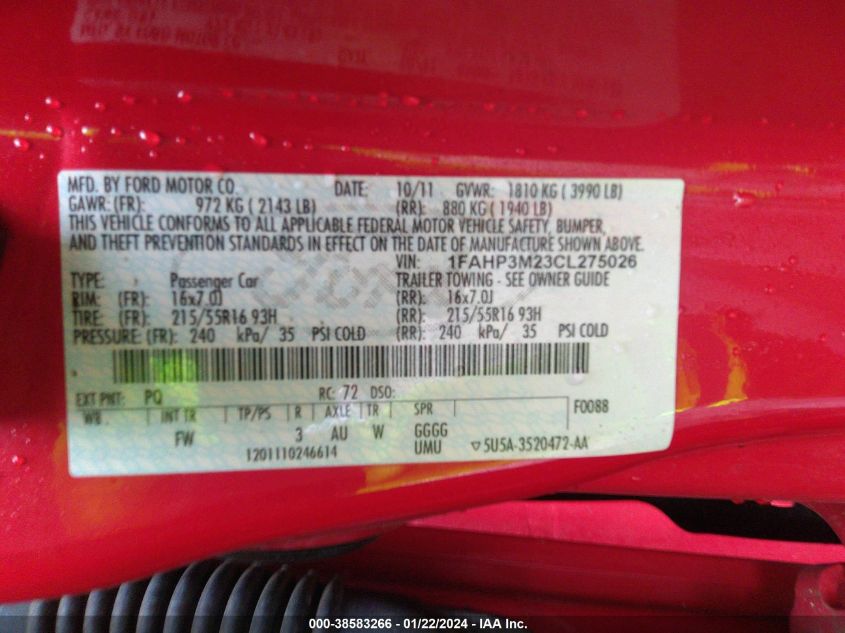 MFD. BY FORD MOTOR CO. DATE: 10/11 GVWR: 1810 KG ( 3990 LB)
GAWR: (FR): 972 KG ( 2143 LB) (RR): 880 KG ( 1940 LB)
THIS VEHICLE CONFORMS TO ALL APPLICABLE FEDERAL MOTOR VEHICLE SAFETY, BUMPER,
AND THEFT PREVENTION STANDARDS IN EFFECT ON THE DATE OF MANUFACTURE SHOWN ABOVE.
VIN: 1FAHP3M23CL275026
TYPE: Passenger Car TRAILER TOWING - SEE OWNER GUIDE
RIM: (FR): 16x7.0J (RR): 16x7.0J
TIRE: (FR): 215/55R16 93H (RR): 215/55R16 93H
PRESSURE: (FR): 240 kPa/ 35 PSI COLD (RR): 240 kPa/ 35 PSI COLD
EXT PNT: PQ RC: 72 DSO:
WB INT TR TP/PS R AXLE TR SPR F0088
FW 3 AU W GGGG
UMU
1201110246614 5U5A-3520472-AA
000-38583266 - 01/22/2024 - IAA Inc.